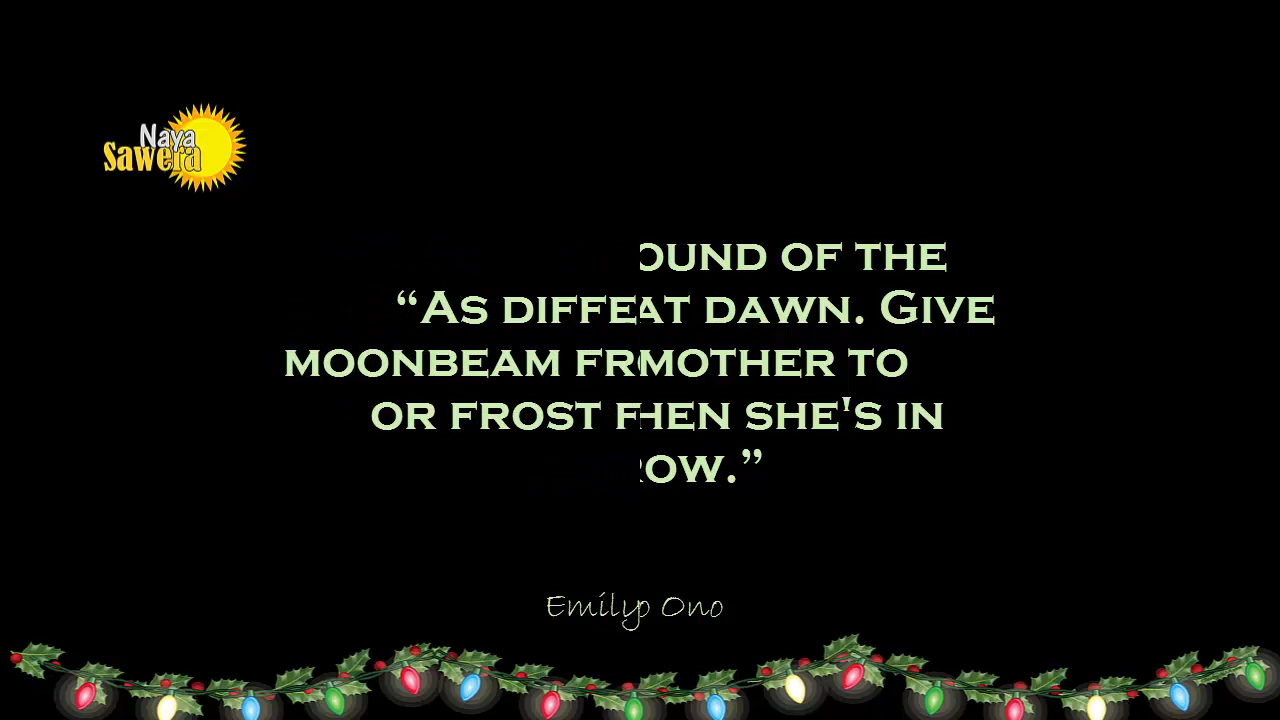 Naya
Sawera
OUND OF THE
“AS DIFFEAT DAWN. GIVE
MOONBEAM FRMOTHER TO
OR FROST FHEN SHE'S IN
ROW.”
Emilyp Ono